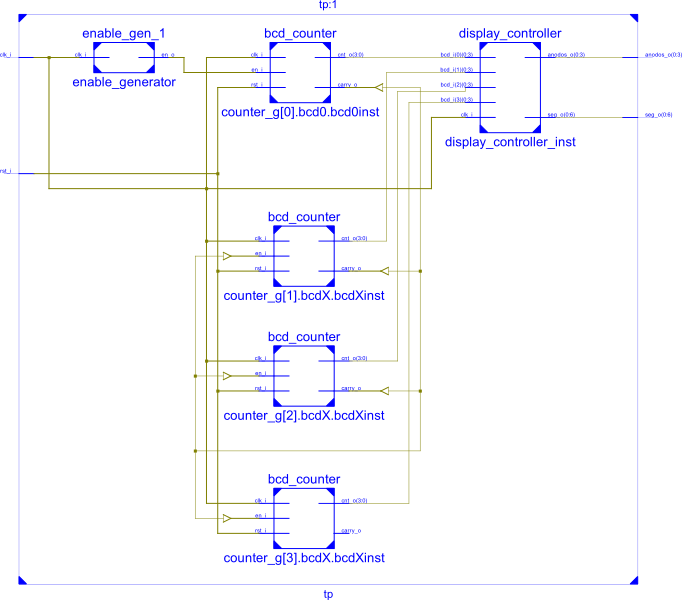 tp:1
enable_gen_1
bcd_counter
display_controller
clk_i
clk_i
en_o
clk_i
cnt_o(3:0)
bcd_i(0)(0:3)
anodos_o(0:3)
anodos_o(0:3)
en_i
bcd_i(1)(0:3)
enable_generator
rst_i
carry_o
bcd_i(2)(0:3)
bcd_i(3)(0:3)
counter_g[0].bcd0.bcd0inst
clk_i
seg_o(0:6)
seg_o(0:6)
display_controller_inst
rst_i
bcd_counter
clk_i
cnt_o(3:0)
en_i
rst_i
carry_o
counter_g[1].bcdX.bcdXinst
bcd_counter
clk_i
cnt_o(3:0)
en_i
rst_i
carry_o
counter_g[2].bcdX.bcdXinst
bcd_counter
clk_i
cnt_o(3:0)
en_i
rst_i
carry_o
counter_g[3].bcdX.bcdXinst
tp